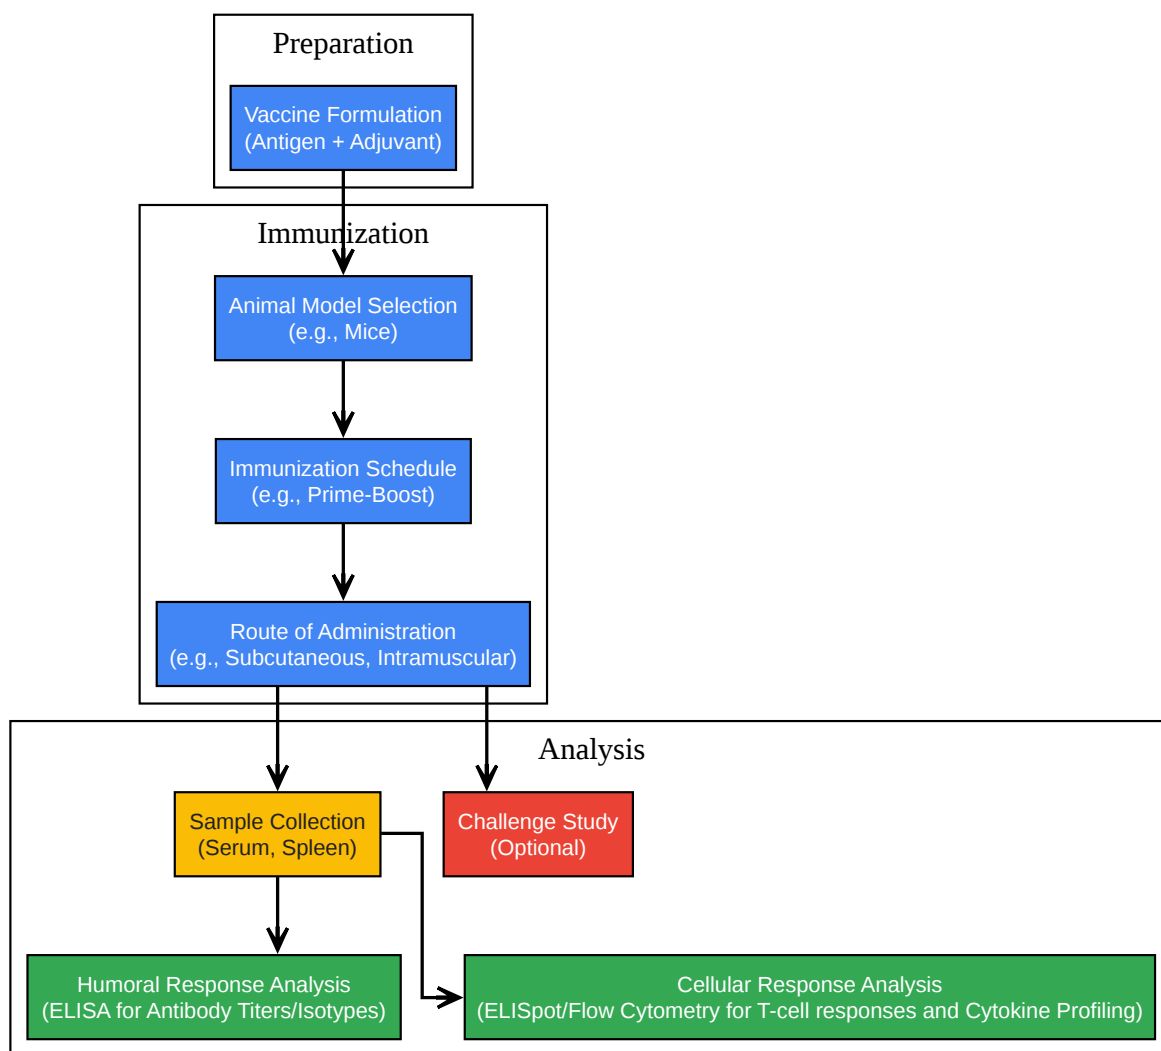 Preparation
Vaccine Formulation
(Antigen + Adjuvant)
Immunization
Animal Model Selection
(e.g., Mice)
Immunization Schedule
(e.g., Prime-Boost)
Route of Administration
(e.g., Subcutaneous, Intramuscular)
Analysis
Sample Collection
(Serum, Spleen)
Challenge Study
(Optional)
Humoral Response Analysis
(ELISA for Antibody Titers/Isotypes)
Cellular Response Analysis
(ELISpot/Flow Cytometry for T-cell responses and Cytokine Profiling)